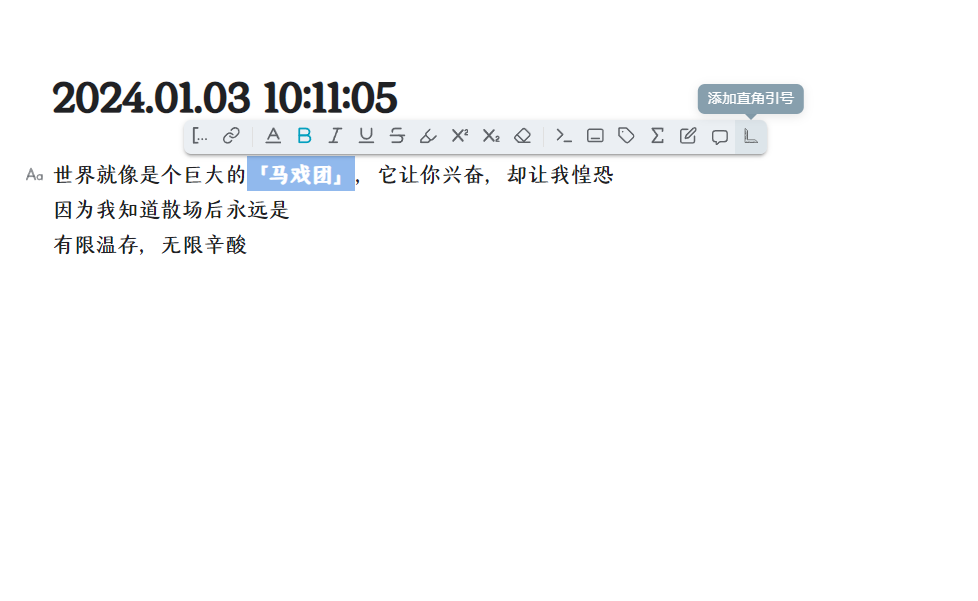 2024.01.03 10:11:05
添加直角引号
Aa
世界就像是个巨大的「马戏团」，它让你兴奋，却让我惶恐
因为我知道散场后永远是
有限温存，无限辛酸